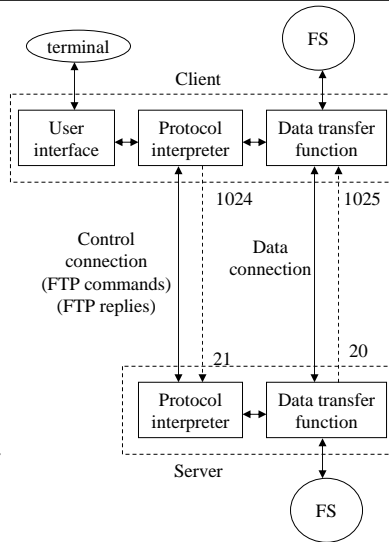 terminal
FS
Client
User
interface
Protocol
interpreter
Data transfer
function
1024
1025
Control
connection
(FTP commands)
(FTP replies)
Data
connection
21
20
Protocol
interpreter
Data transfer
function
Server
FS